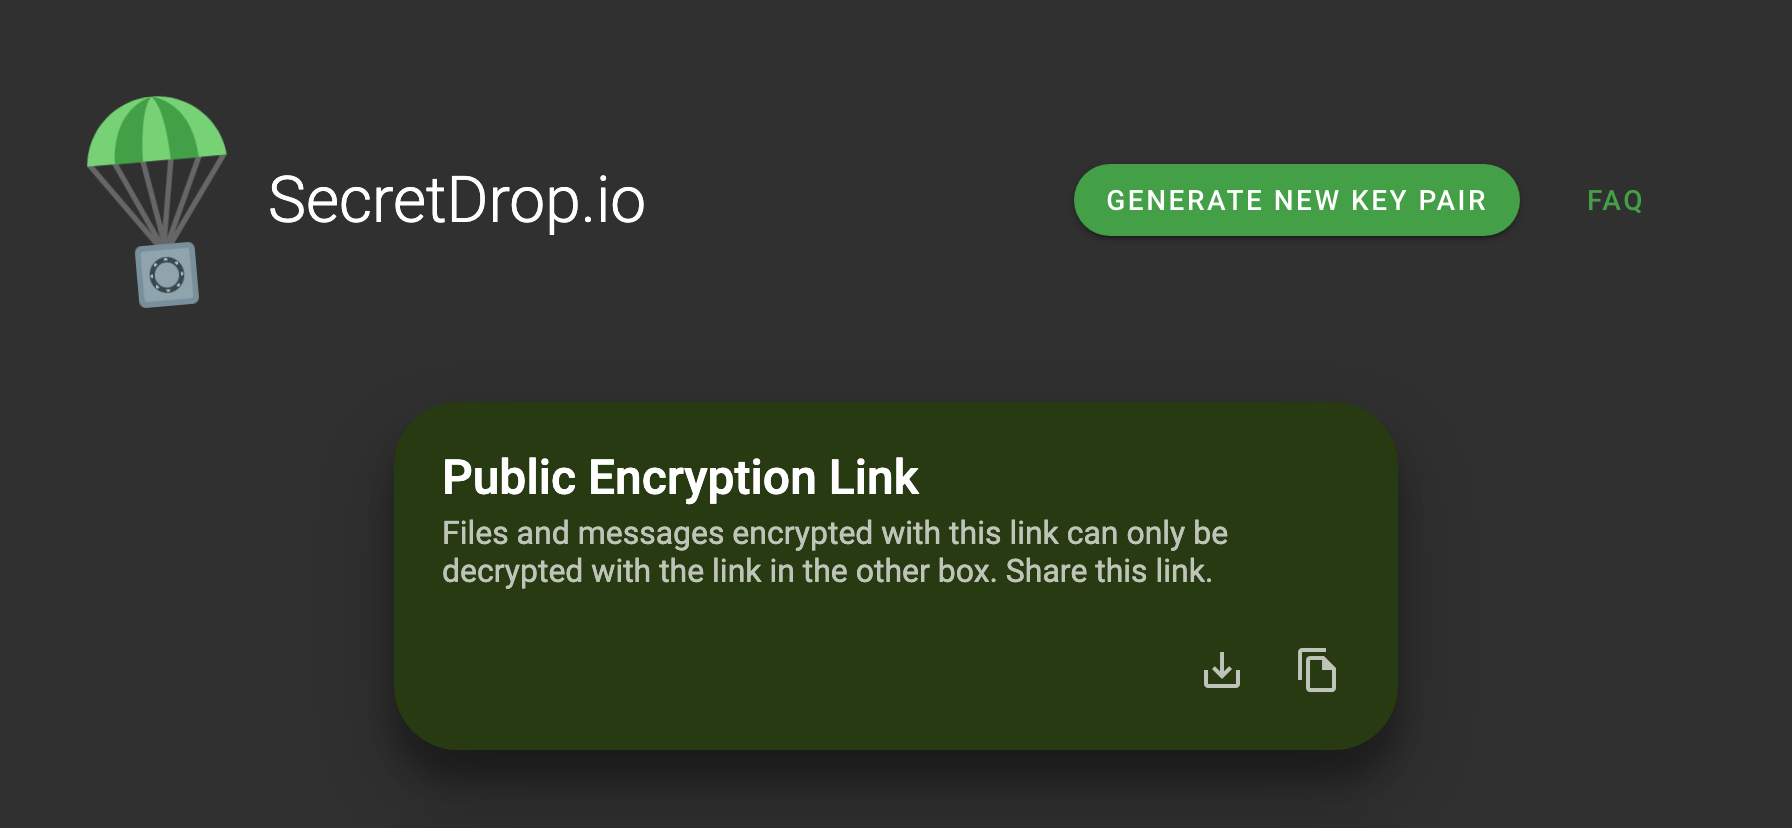 SecretDrop.io
GENERATE NEW KEY PAIR
FAQ
Public Encryption Link
Files and messages encrypted with this link can only be
decrypted with the link in the other box. Share this link.